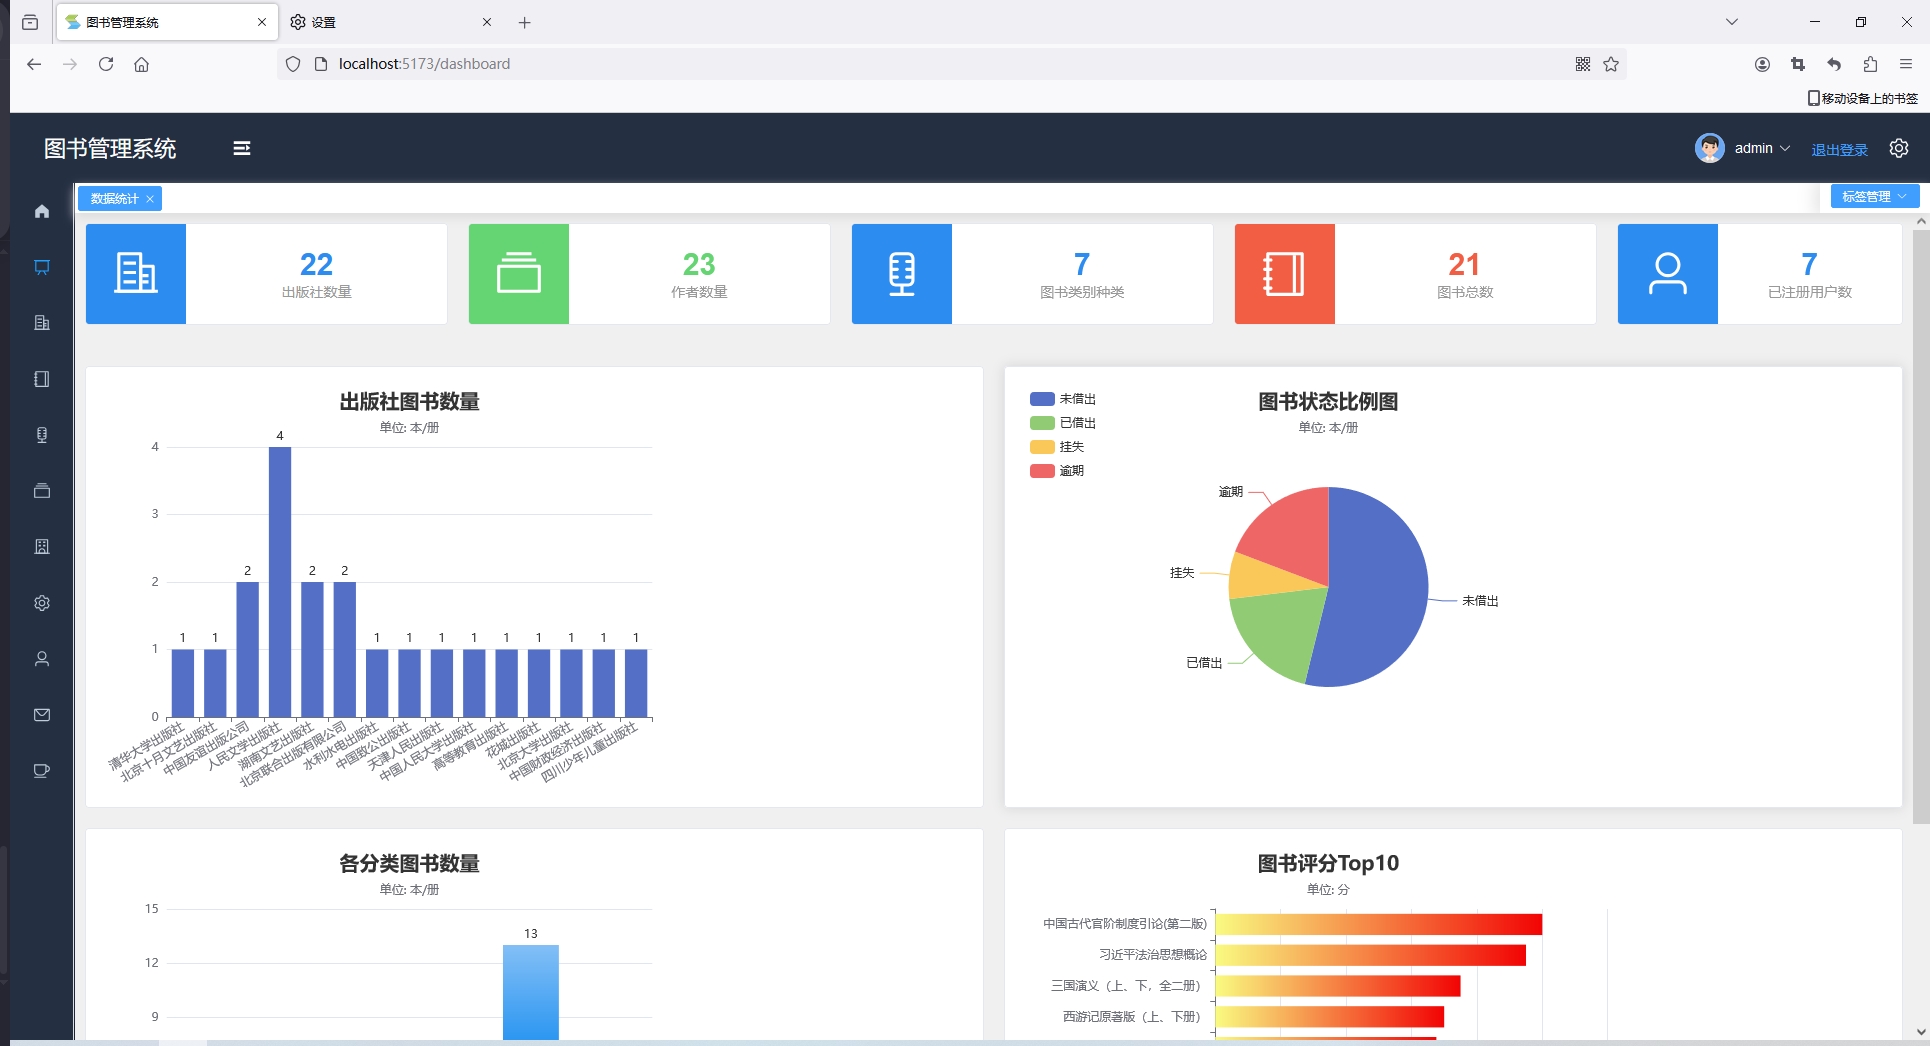 图书管理系统
设置
localhost:5173/dashboard
移动设备上的书签
图书管理系统
admin
退出登录
数据统计
标签管理
22
出版社数量
23
作者数量
7
图书类别种类
21
图书总数
7
已注册用户数
出版社图书数量
单位: 本/册
4
3
2
1
0
1
1
2
4
2
2
1
1
1
1
1
1
1
1
1
清华大学出版社
北京十月文艺出版社
中国友谊出版公司
人民文学出版社
湖南文艺出版社
北京联合出版有限公司
水利水电出版社
中国致公出版社
天津人民出版社
中国人民大学出版社
高等教育出版社
花城出版社
北京大学出版社
中国财政经济出版社
四川少年儿童出版社
未借出
已借出
挂失
逾期
图书状态比例图
单位: 本/册
逾期
挂失
已借出
未借出
各分类图书数量
单位: 本/册
15
12
9
13
图书评分Top10
单位: 分
中国古代官阶制度引论(第二版)
习近平法治思想概论
三国演义（上、下，全二册）
西游记原著版（上、下册）